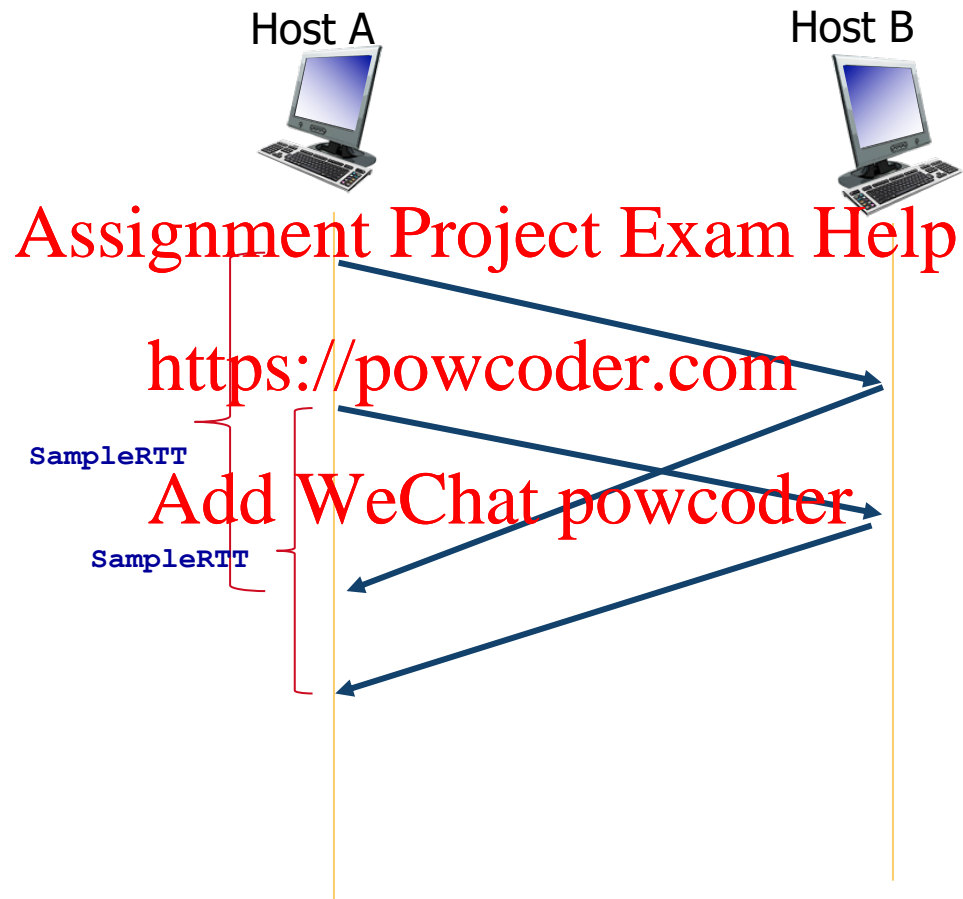 Host A
Host B
Assignment Project Exam Help
https://powcoder.com
SampleRTT
Add WeChat powcoder
SampleRTT